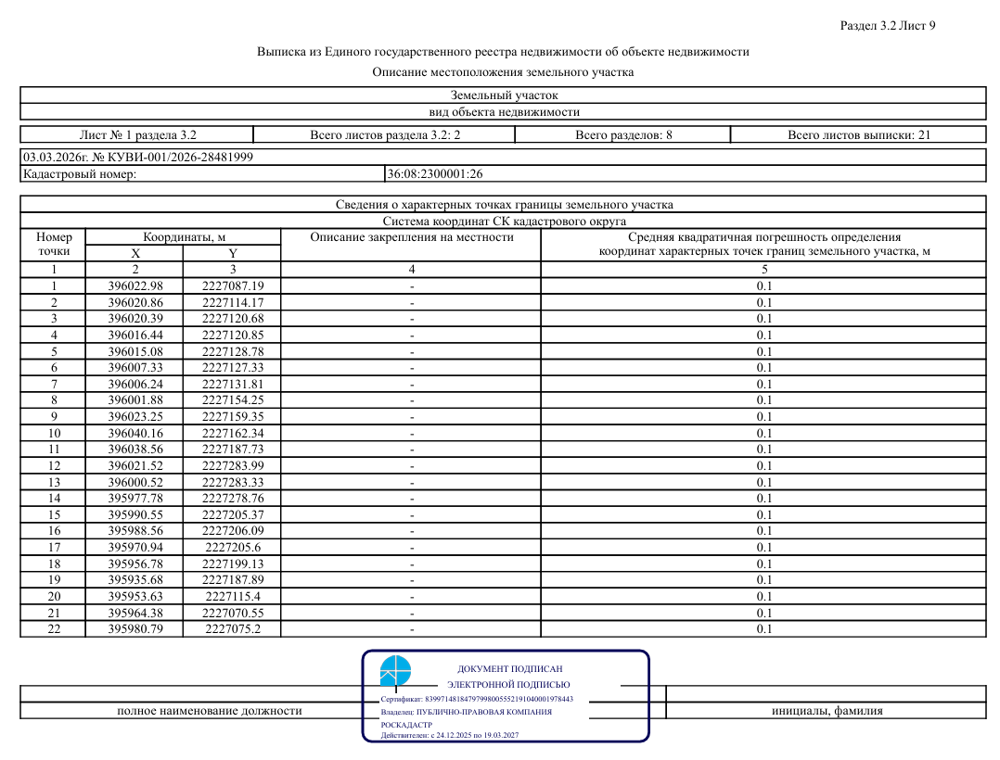 Раздел 3.2 Лист 9
Выписка из Единого государственного реестра недвижимости об объекте недвижимости
Описание местоположения земельного участка
Земельный участок
вид объекта недвижимости
Лист № 1 раздела 3.2 Всего листов раздела 3.2: 2 Всего разделов: 8 Всего листов выписки: 21
03.03.2026г. № КУВИ-001/2026-28481999
Кадастровый номер: 36:08:2300001:26
Сведения о характерных точках границы земельного участка
Система координат СК кадастрового округа
Номер точки Координаты, м Описание закрепления на местности Средняя квадратичная погрешность определения координат характерных точек границ земельного участка, м
X Y
1 2 3 4 5
1 396022.98 2227087.19 - 0.1
2 396020.86 2227114.17 - 0.1
3 396020.39 2227120.68 - 0.1
4 396016.44 2227120.85 - 0.1
5 396015.08 2227128.78 - 0.1
6 396007.33 2227127.33 - 0.1
7 396006.24 2227131.81 - 0.1
8 396001.88 2227154.25 - 0.1
9 396023.25 2227159.35 - 0.1
10 396040.16 2227162.34 - 0.1
11 396038.56 2227187.73 - 0.1
12 396021.52 2227283.99 - 0.1
13 396000.52 2227283.33 - 0.1
14 395977.78 2227278.76 - 0.1
15 395990.55 2227205.37 - 0.1
16 395988.56 2227206.09 - 0.1
17 395970.94 2227205.6 - 0.1
18 395956.78 2227199.13 - 0.1
19 395935.68 2227187.89 - 0.1
20 395953.63 2227115.4 - 0.1
21 395964.38 2227070.55 - 0.1
22 395980.79 2227075.2 - 0.1
ДОКУМЕНТ ПОДПИСАН
ЭЛЕКТРОННОЙ ПОДПИСЬЮ
Сертификат: 83997148184797998005552191040001978443
Владелец: ПУБЛИЧНО-ПРАВОВАЯ КОМПАНИЯ
РОСКАДАСТР
Действителен: с 24.12.2025 по 19.03.2027
полное наименование должности инициалы, фамилия